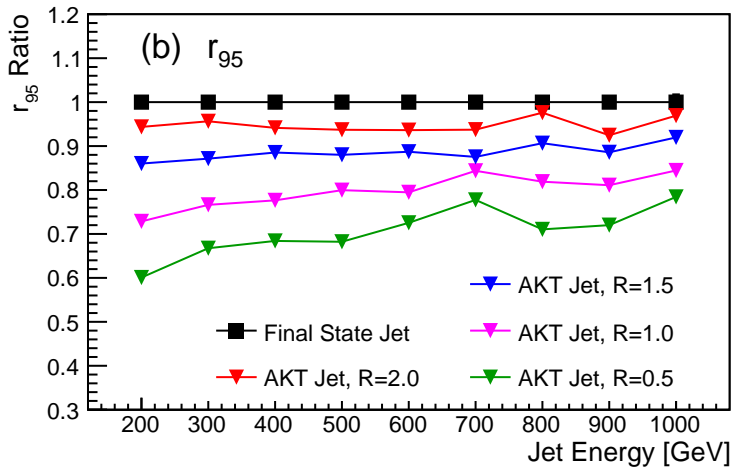 r95 Ratio
1.2
1.1
1
0.9
0.8
0.7
0.6
0.5
0.4
0.3
(b) r95
AKT Jet, R=1.5
Final State Jet
AKT Jet, R=1.0
AKT Jet, R=2.0
AKT Jet, R=0.5
200 300 400 500 600 700 800 900 1000
Jet Energy [GeV]